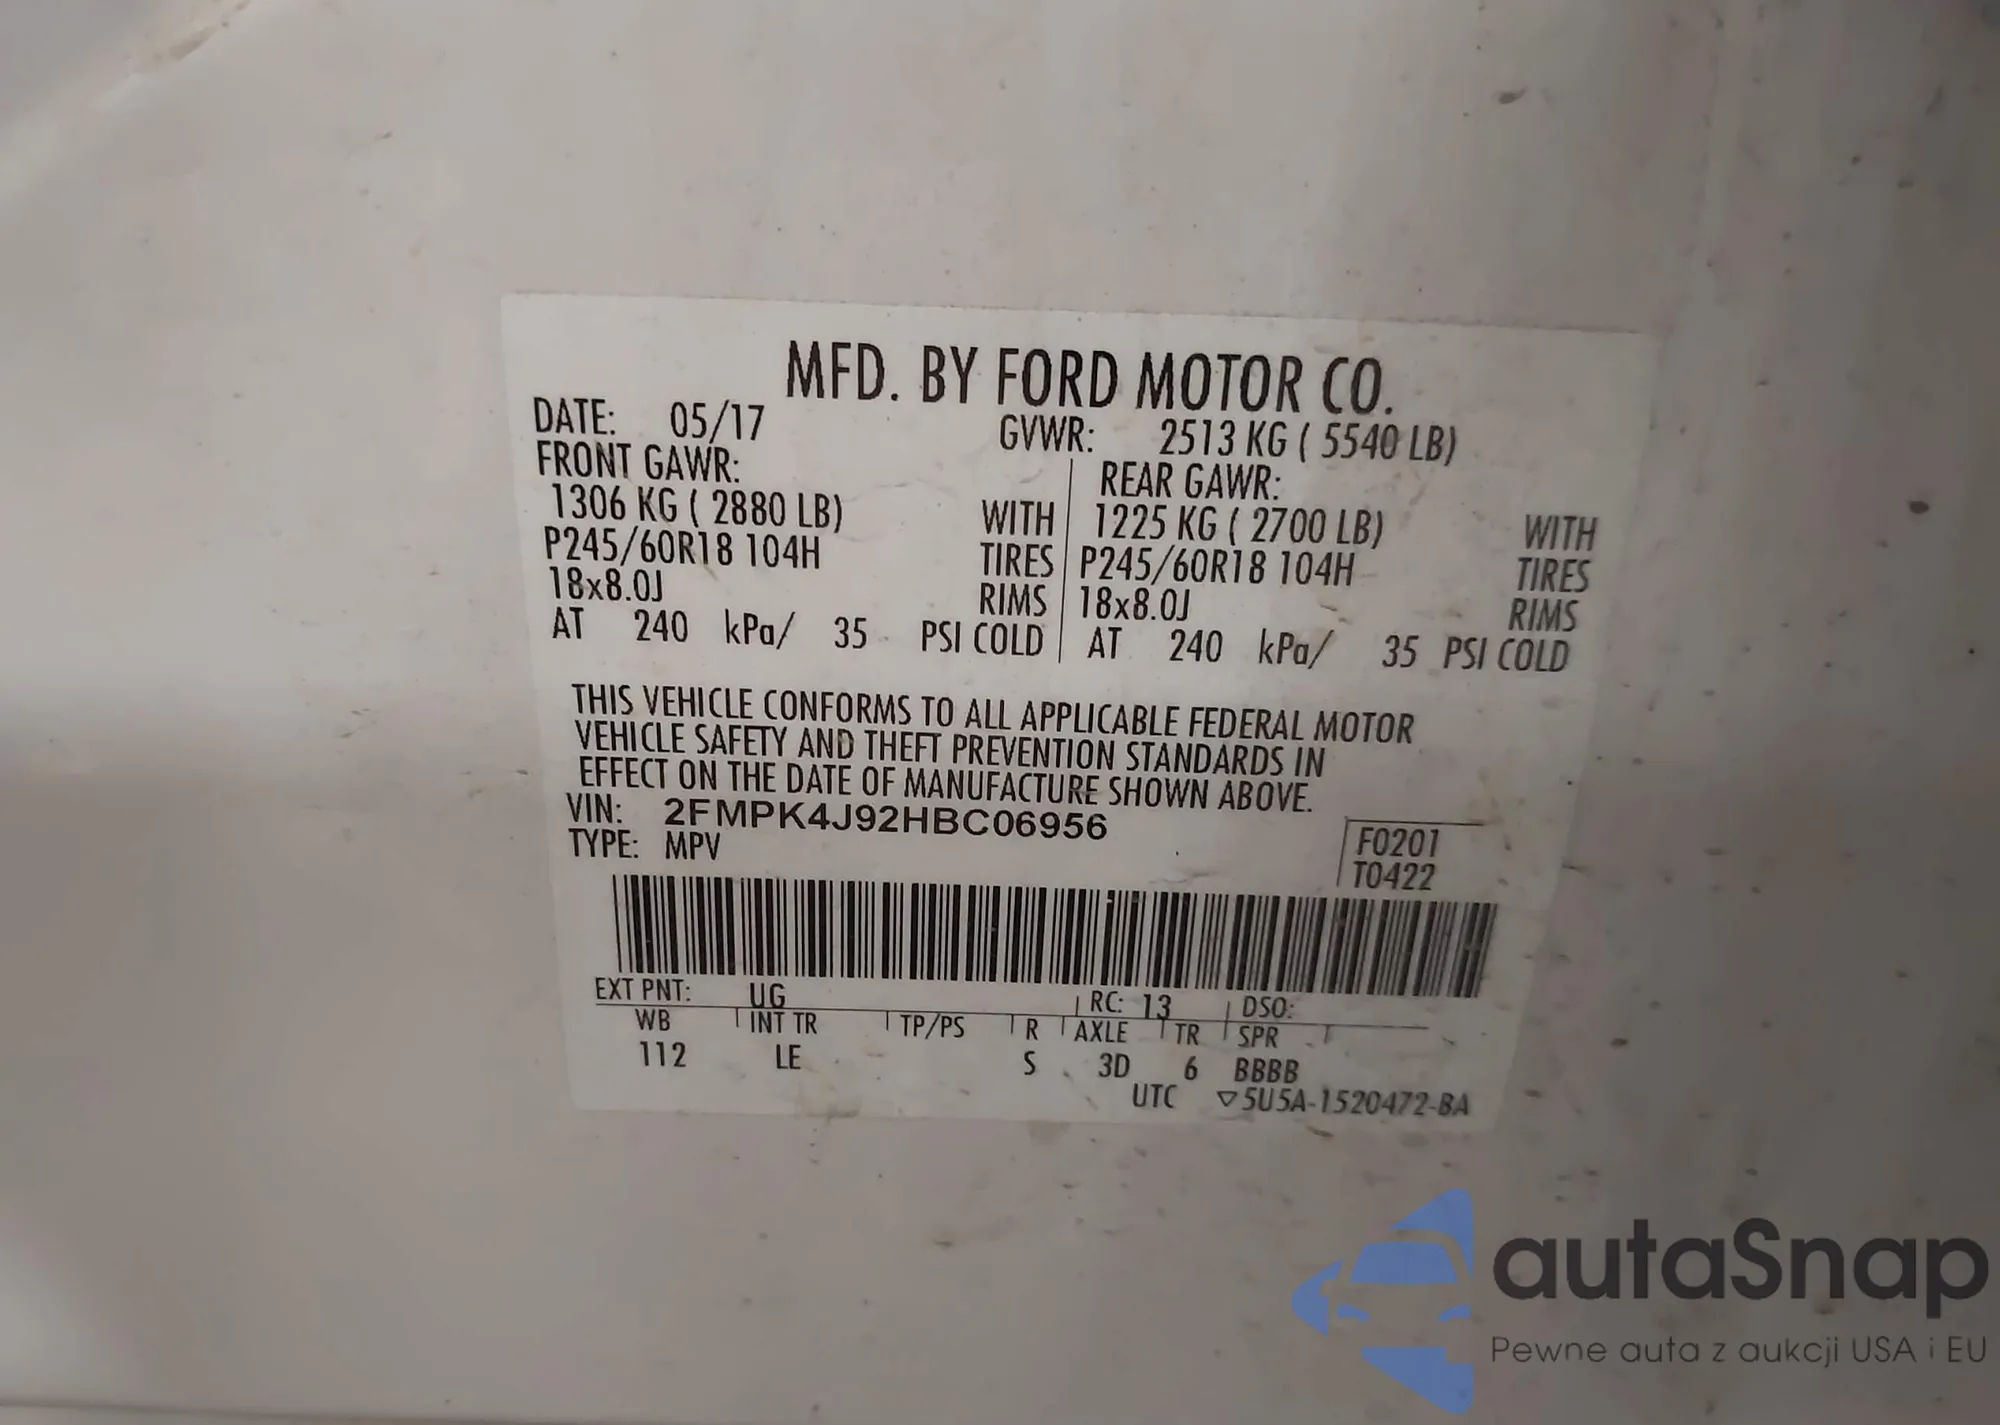 MFD. BY FORD MOTOR CO.
DATE: 05/17 GVWR: 2513 KG ( 5540 LB)
FRONT GAWR: REAR GAWR:
1306 KG ( 2880 LB) WITH 1225 KG ( 2700 LB) WITH
P245/60R18 104H TIRES P245/60R18 104H TIRES
18x8.0J RIMS 18x8.0J RIMS
AT 240 kPa/ 35 PSI COLD AT 240 kPa/ 35 PSI COLD
THIS VEHICLE CONFORMS TO ALL APPLICABLE FEDERAL MOTOR
VEHICLE SAFETY AND THEFT PREVENTION STANDARDS IN
EFFECT ON THE DATE OF MANUFACTURE SHOWN ABOVE.
VIN: 2FMPK4J92HBC06956
TYPE: MPV
F0201
T0422
EXT PNT: UG RC: 13 DSO:
WB INT TR TP/PS R AXLE TR SPR
112 LE S 3D 6 BBBB
UTC ▽5U5A-1520472-BA
autaSnap
Pewne auta z aukcji USA i EU